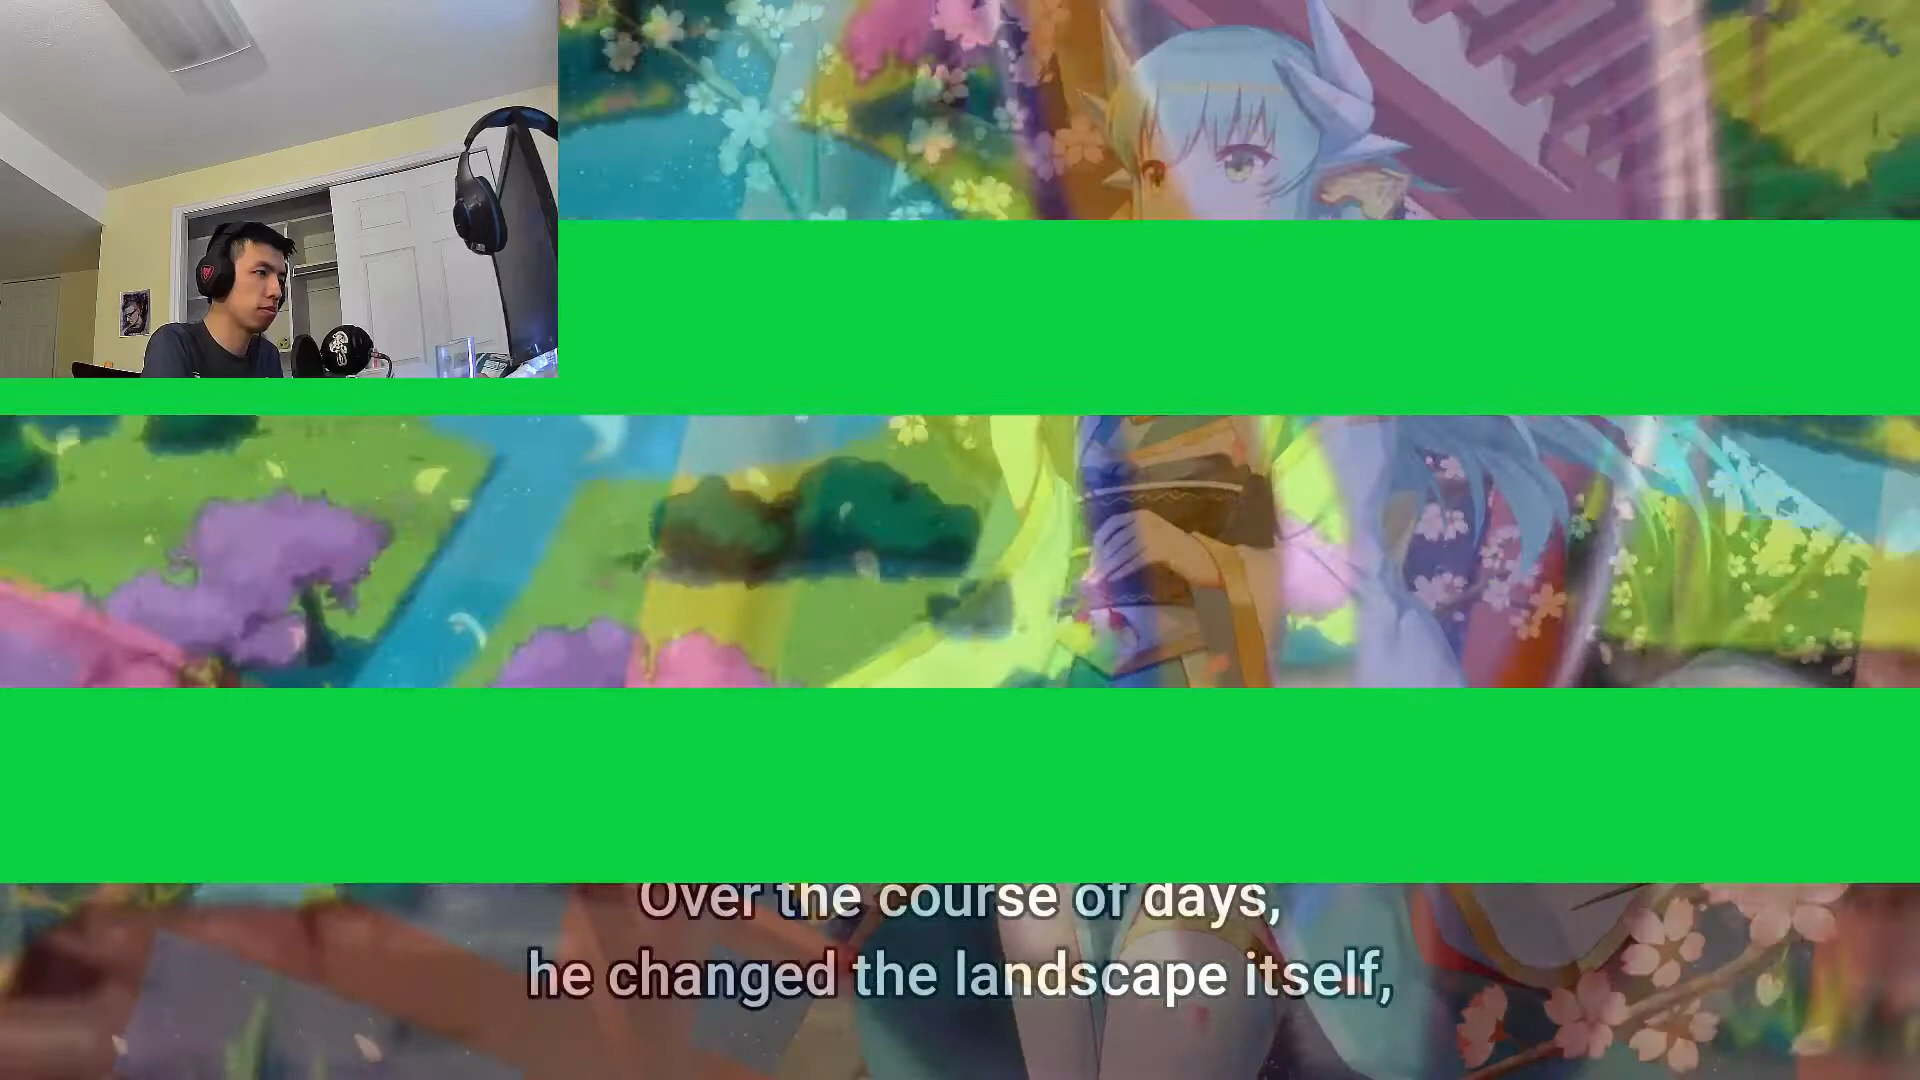 Over the course of days,
he changed the landscape itself,